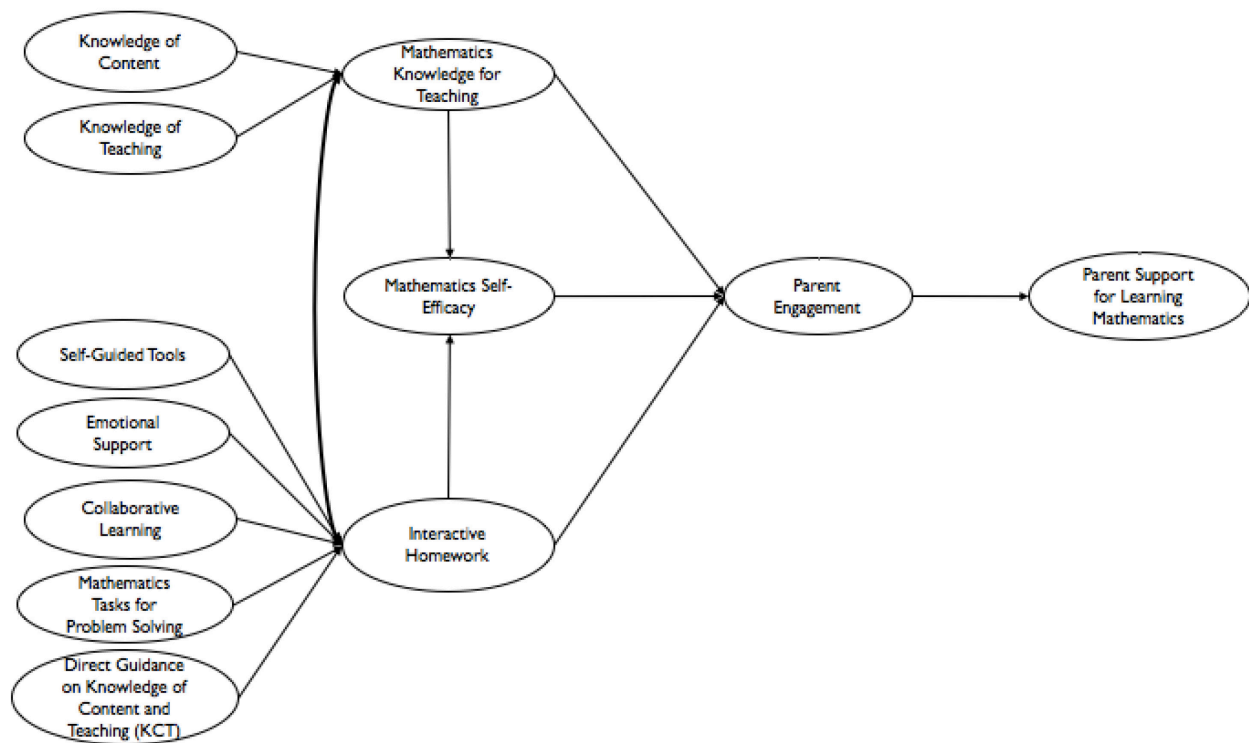 Knowledge of
Content
Knowledge of
Teaching
Mathematics
Knowledge for
Teaching
Mathematics Self-
Efficacy
Parent
Engagement
Parent Support
for Learning
Mathematics
Self-Guided Tools
Emotional
Support
Collaborative
Learning
Mathematics
Tasks for
Problem Solving
Direct Guidance
on Knowledge of
Content and
Teaching (KCT)
Interactive
Homework